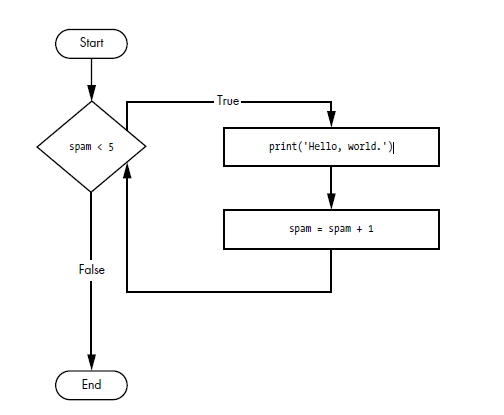 Start
True
spam < 5
print('Hello, world.')
spam = spam + 1
False
End